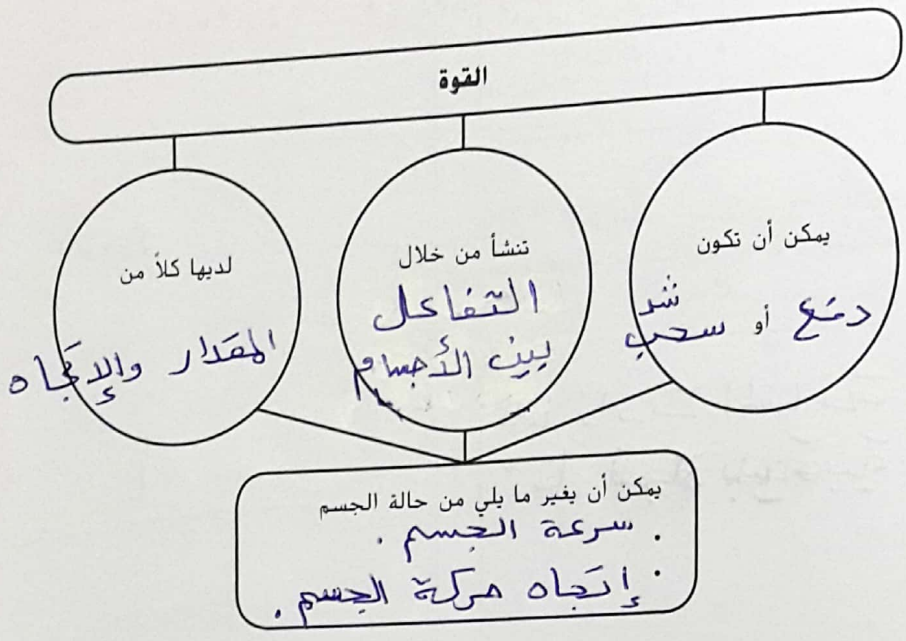 القوة
يمكن أن تكون
شد
دفع أو سحب
تنشأ من خلال
التفاعل
بين الأجسام
لديها كلاً من
المقدار والإتجاه
يمكن أن يغير ما يلي من حالة الجسم
. سرعة الجسم .
. إتجاه حركة الجسم .